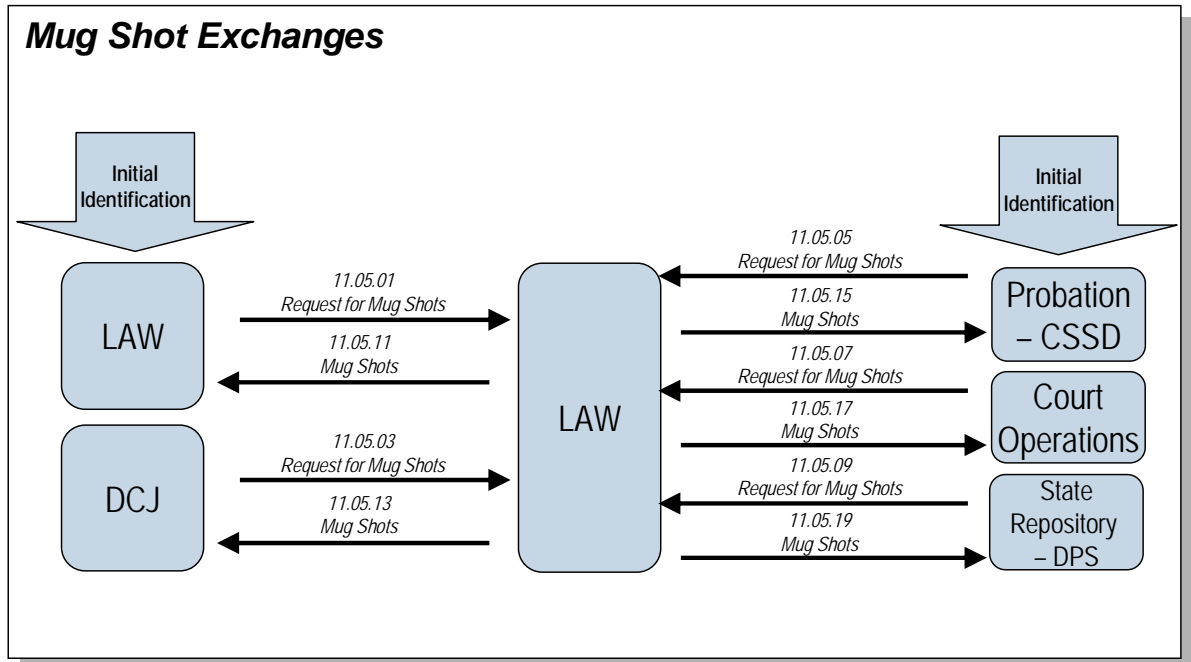 Mug Shot Exchanges
Initial
Identification
LAW
DCJ
11.05.01
Request for Mug Shots
11.05.11
Mug Shots
11.05.03
Request for Mug Shots
11.05.13
Mug Shots
LAW
11.05.05
Request for Mug Shots
11.05.15
Mug Shots
11.05.07
Request for Mug Shots
11.05.17
Mug Shots
11.05.09
Request for Mug Shots
11.05.19
Mug Shots
Initial
Identification
Probation
– CSSD
Court
Operations
State
Repository
– DPS